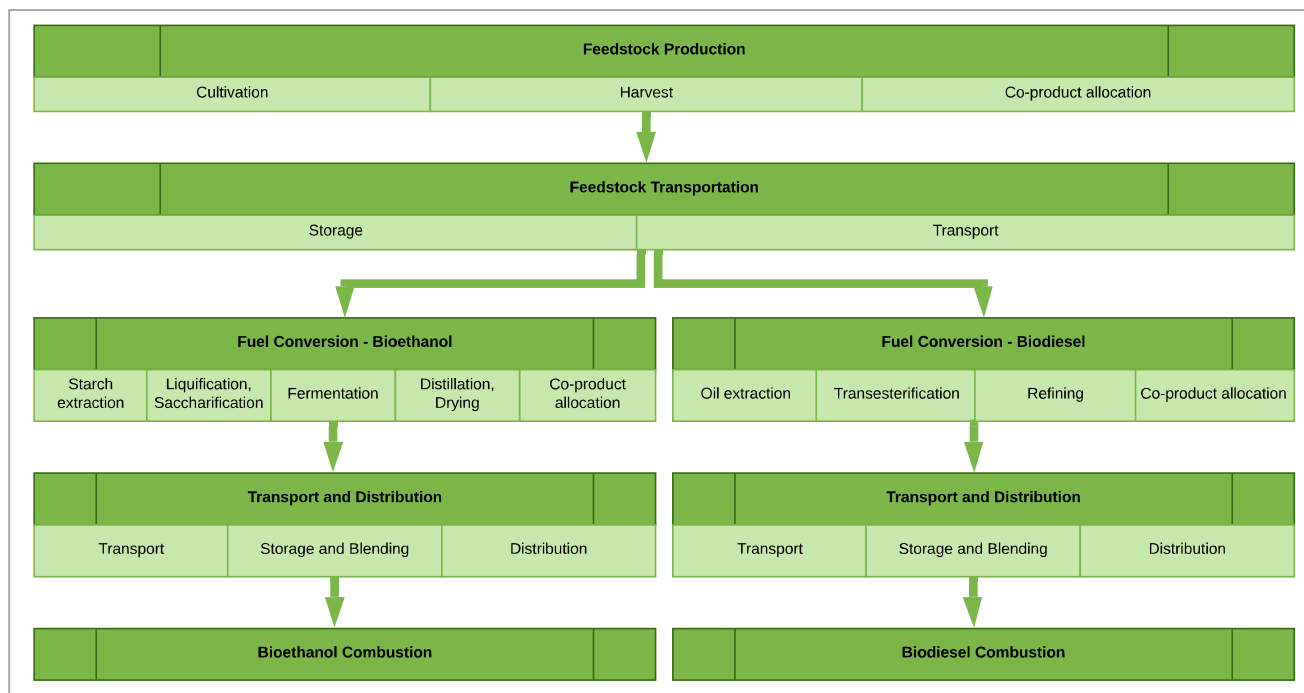 Feedstock Production
Cultivation
Harvest
Co-product allocation
Feedstock Transportation
Storage
Transport
Fuel Conversion - Bioethanol
Starch
extraction
Liquification,
Saccharification
Fermentation
Distillation,
Drying
Co-product
allocation
Fuel Conversion - Biodiesel
Oil extraction
Transesterification
Refining
Co-product allocation
Transport and Distribution
Transport
Storage and Blending
Distribution
Transport and Distribution
Transport
Storage and Blending
Distribution
Bioethanol Combustion
Biodiesel Combustion